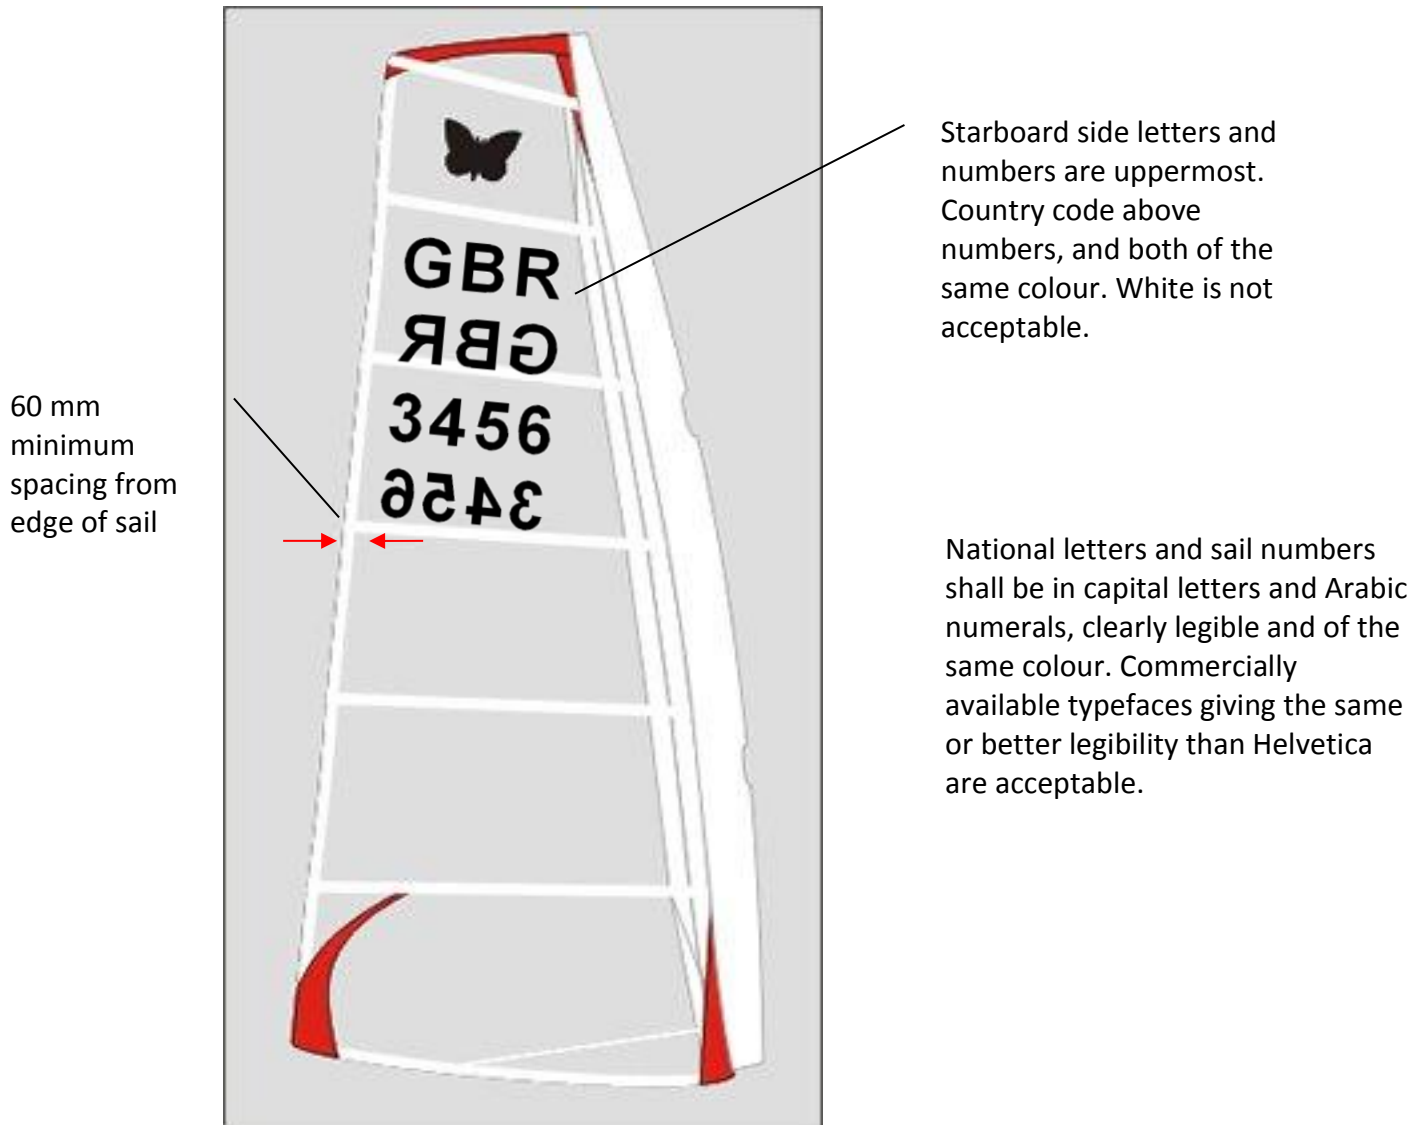 Starboard side letters and
numbers are uppermost.
Country code above
numbers, and both of the
same colour. White is not
acceptable.
GBR
GBR
3456
3456
60 mm
minimum
spacing from
edge of sail
National letters and sail numbers
shall be in capital letters and Arabic
numerals, clearly legible and of the
same colour. Commercially
available typefaces giving the same
or better legibility than Helvetica
are acceptable.